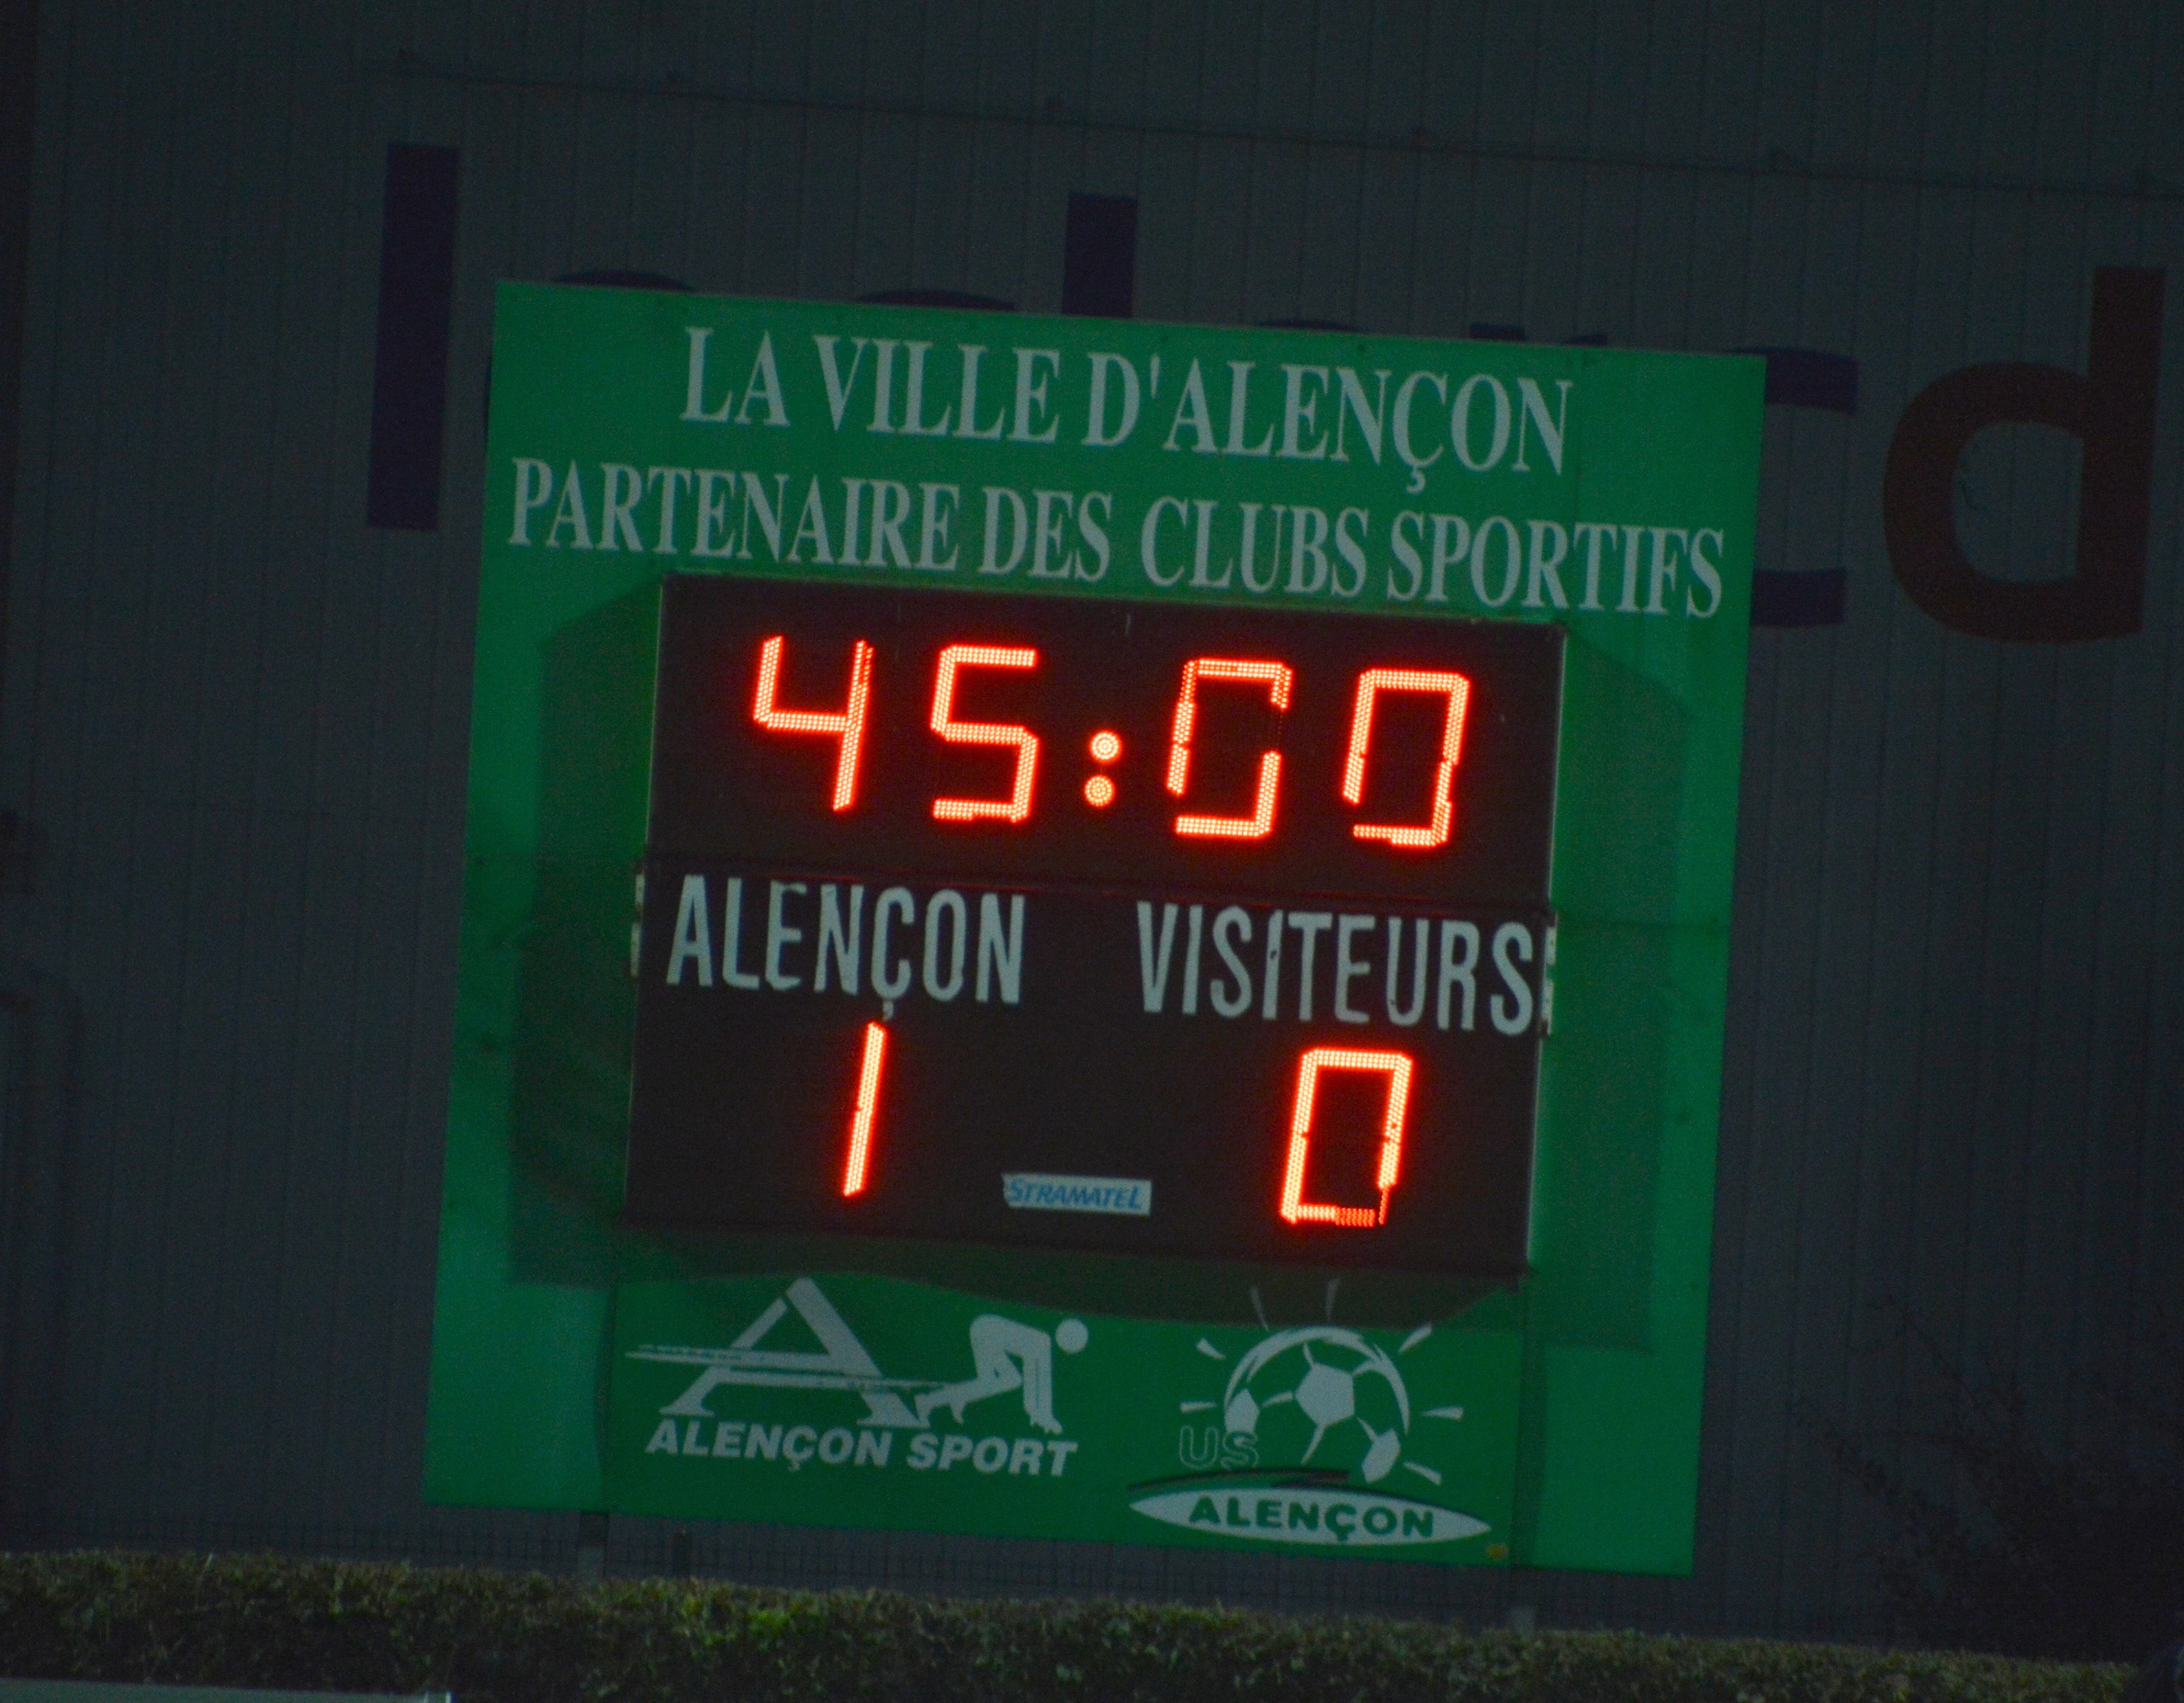 LA VILLE D'ALENÇON
PARTENAIRE DES CLUBS SPORTIFS
45:00
ALENÇON VISITEURS
1 0
STRAMATEL
ALENÇON SPORT
US
ALENÇON